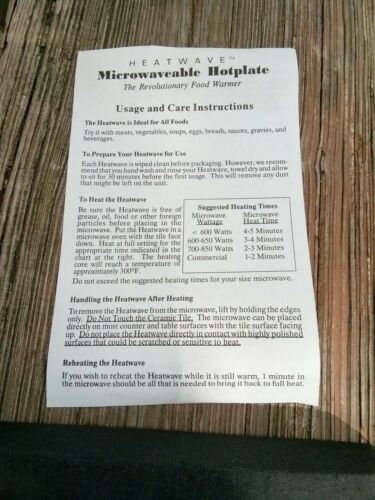 HEATWAVE™
Microwaveable Hotplate
The Revolutionary Food Warmer
Usage and Care Instructions
The Heatwave is Ideal for All Foods
Try it with meats, vegetables, soups, eggs, breads, sauces, gravies, and
beverages.
To Prepare Your Heatwave for Use
Each Heatwave is wiped clean before packaging. However, we recom-
mend that you hand wash and rinse your Heatwave, towel dry and allow
to sit for 30 minutes before the first usage. This will remove any dust
that might be left on the unit.
To Heat the Heatwave
Be sure the Heatwave is free of
grease, oil, food or other foreign
particles before placing in the
microwave. Put the Heatwave in a
microwave oven with the tile face
down. Heat at full setting for the
appropriate time indicated in the
chart at the right. The heating
core will reach a temperature of
approximately 300°F.
Suggested Heating Times
Microwave Wattage Microwave Heat Time
< 600 Watts 4-5 Minutes
600-650 Watts 3-4 Minutes
700-850 Watts 2-3 Minutes
Commercial 1-2 Minutes
Do not exceed the suggested heating times for your size microwave.
Handling the Heatwave After Heating
To remove the Heatwave from the microwave, lift by holding the edges
only. Do Not Touch the Ceramic Tile. The microwave can be placed
directly on most counter and table surfaces with the tile surface facing
up. Do not place the Heatwave directly in contact with highly polished
surfaces that could be scratched or sensitive to heat.
Reheating the Heatwave
If you wish to reheat the Heatwave while it is still warm, 1 minute in
the microwave should be all that is needed to bring it back to full heat.